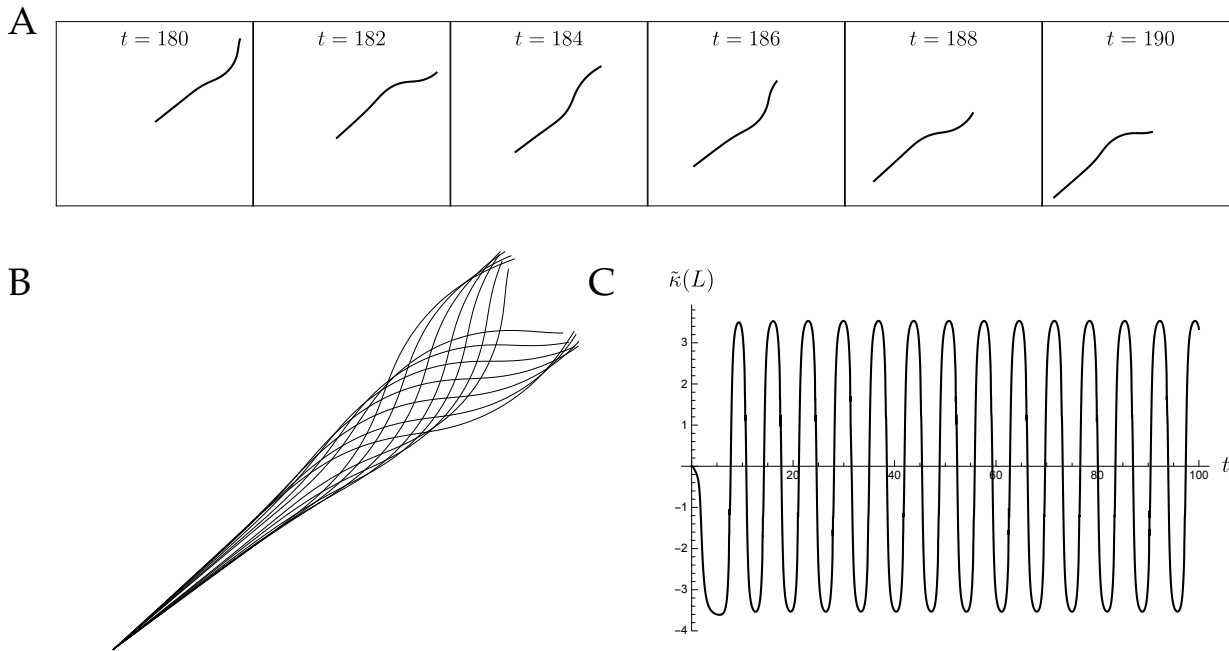 A
t = 180
t = 182
t = 184
t = 186
t = 188
t = 190
B
C
κ̃(L)
3
2
1
20
40
60
80
100
t
-1
-2
-3
-4